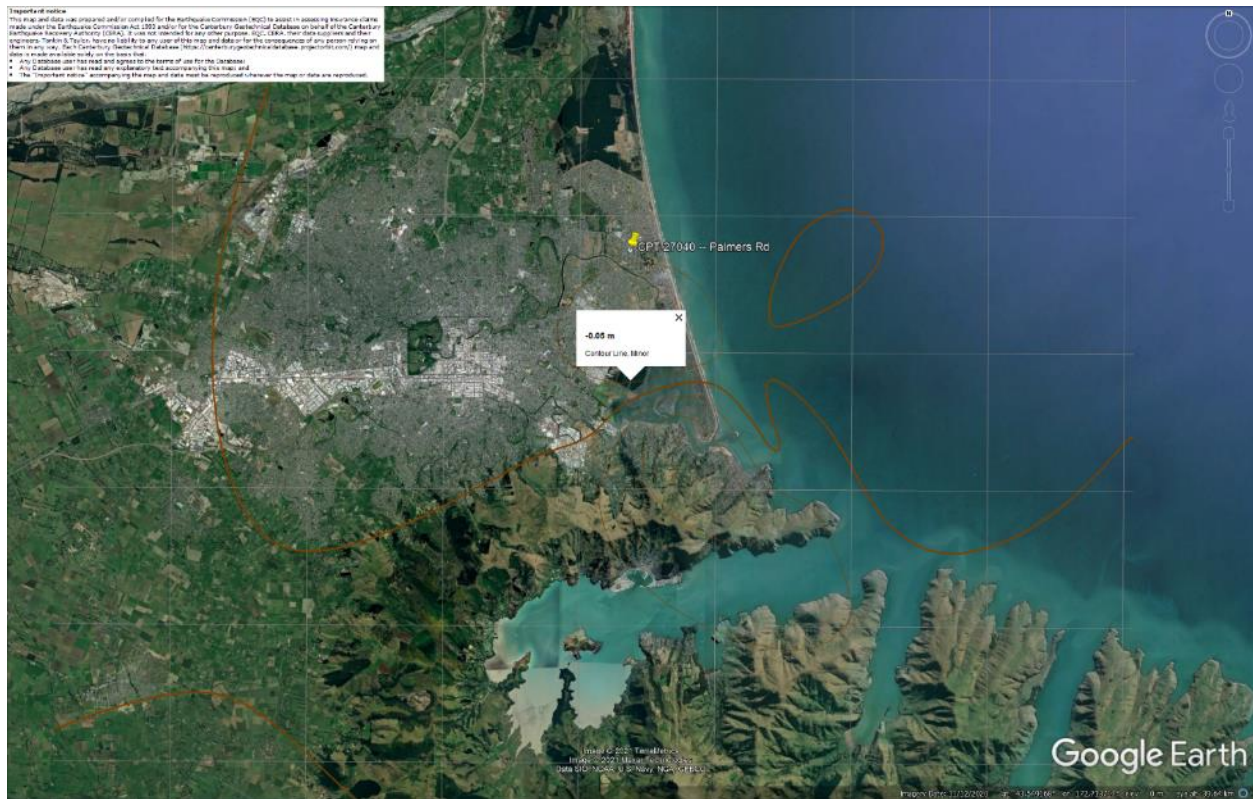 Important notice
This map and data was prepared and/or compiled for the Earthquake Commission (EQC) to assist in assessing insurance claims
made under the Earthquake Commission Act 1993 and/or for the Canterbury Geotechnical Database on behalf of the Canterbury
Earthquake Recovery Authority (CERA). It was not intended for any other purpose. EQC, CERA, their data suppliers and their
engineers, Tonkin & Taylor, have no liability to any user of this map and data or for the consequences of any person relying on
them in any way. Each Canterbury Geotechnical Database (https://canterburygeotechnicaldatabase.projectorbit.com/) map and
data is made available solely on the basis that:
• Any Database user has read and agrees to the terms of use for the Database;
• Any Database user has read any explanatory text accompanying this map; and
• The "Important notice" accompanying the map and data must be reproduced wherever the map or data are reproduced.
N
CPT 27040 -- Palmers Rd
-0.05 m
Contour Line, Minor
Image © 2021 TerraMetrics
Image © 2021 Maxar Technologies
Data SIO, NOAA, U.S. Navy, NGA, GEBCO
Google Earth
Imagery Date: